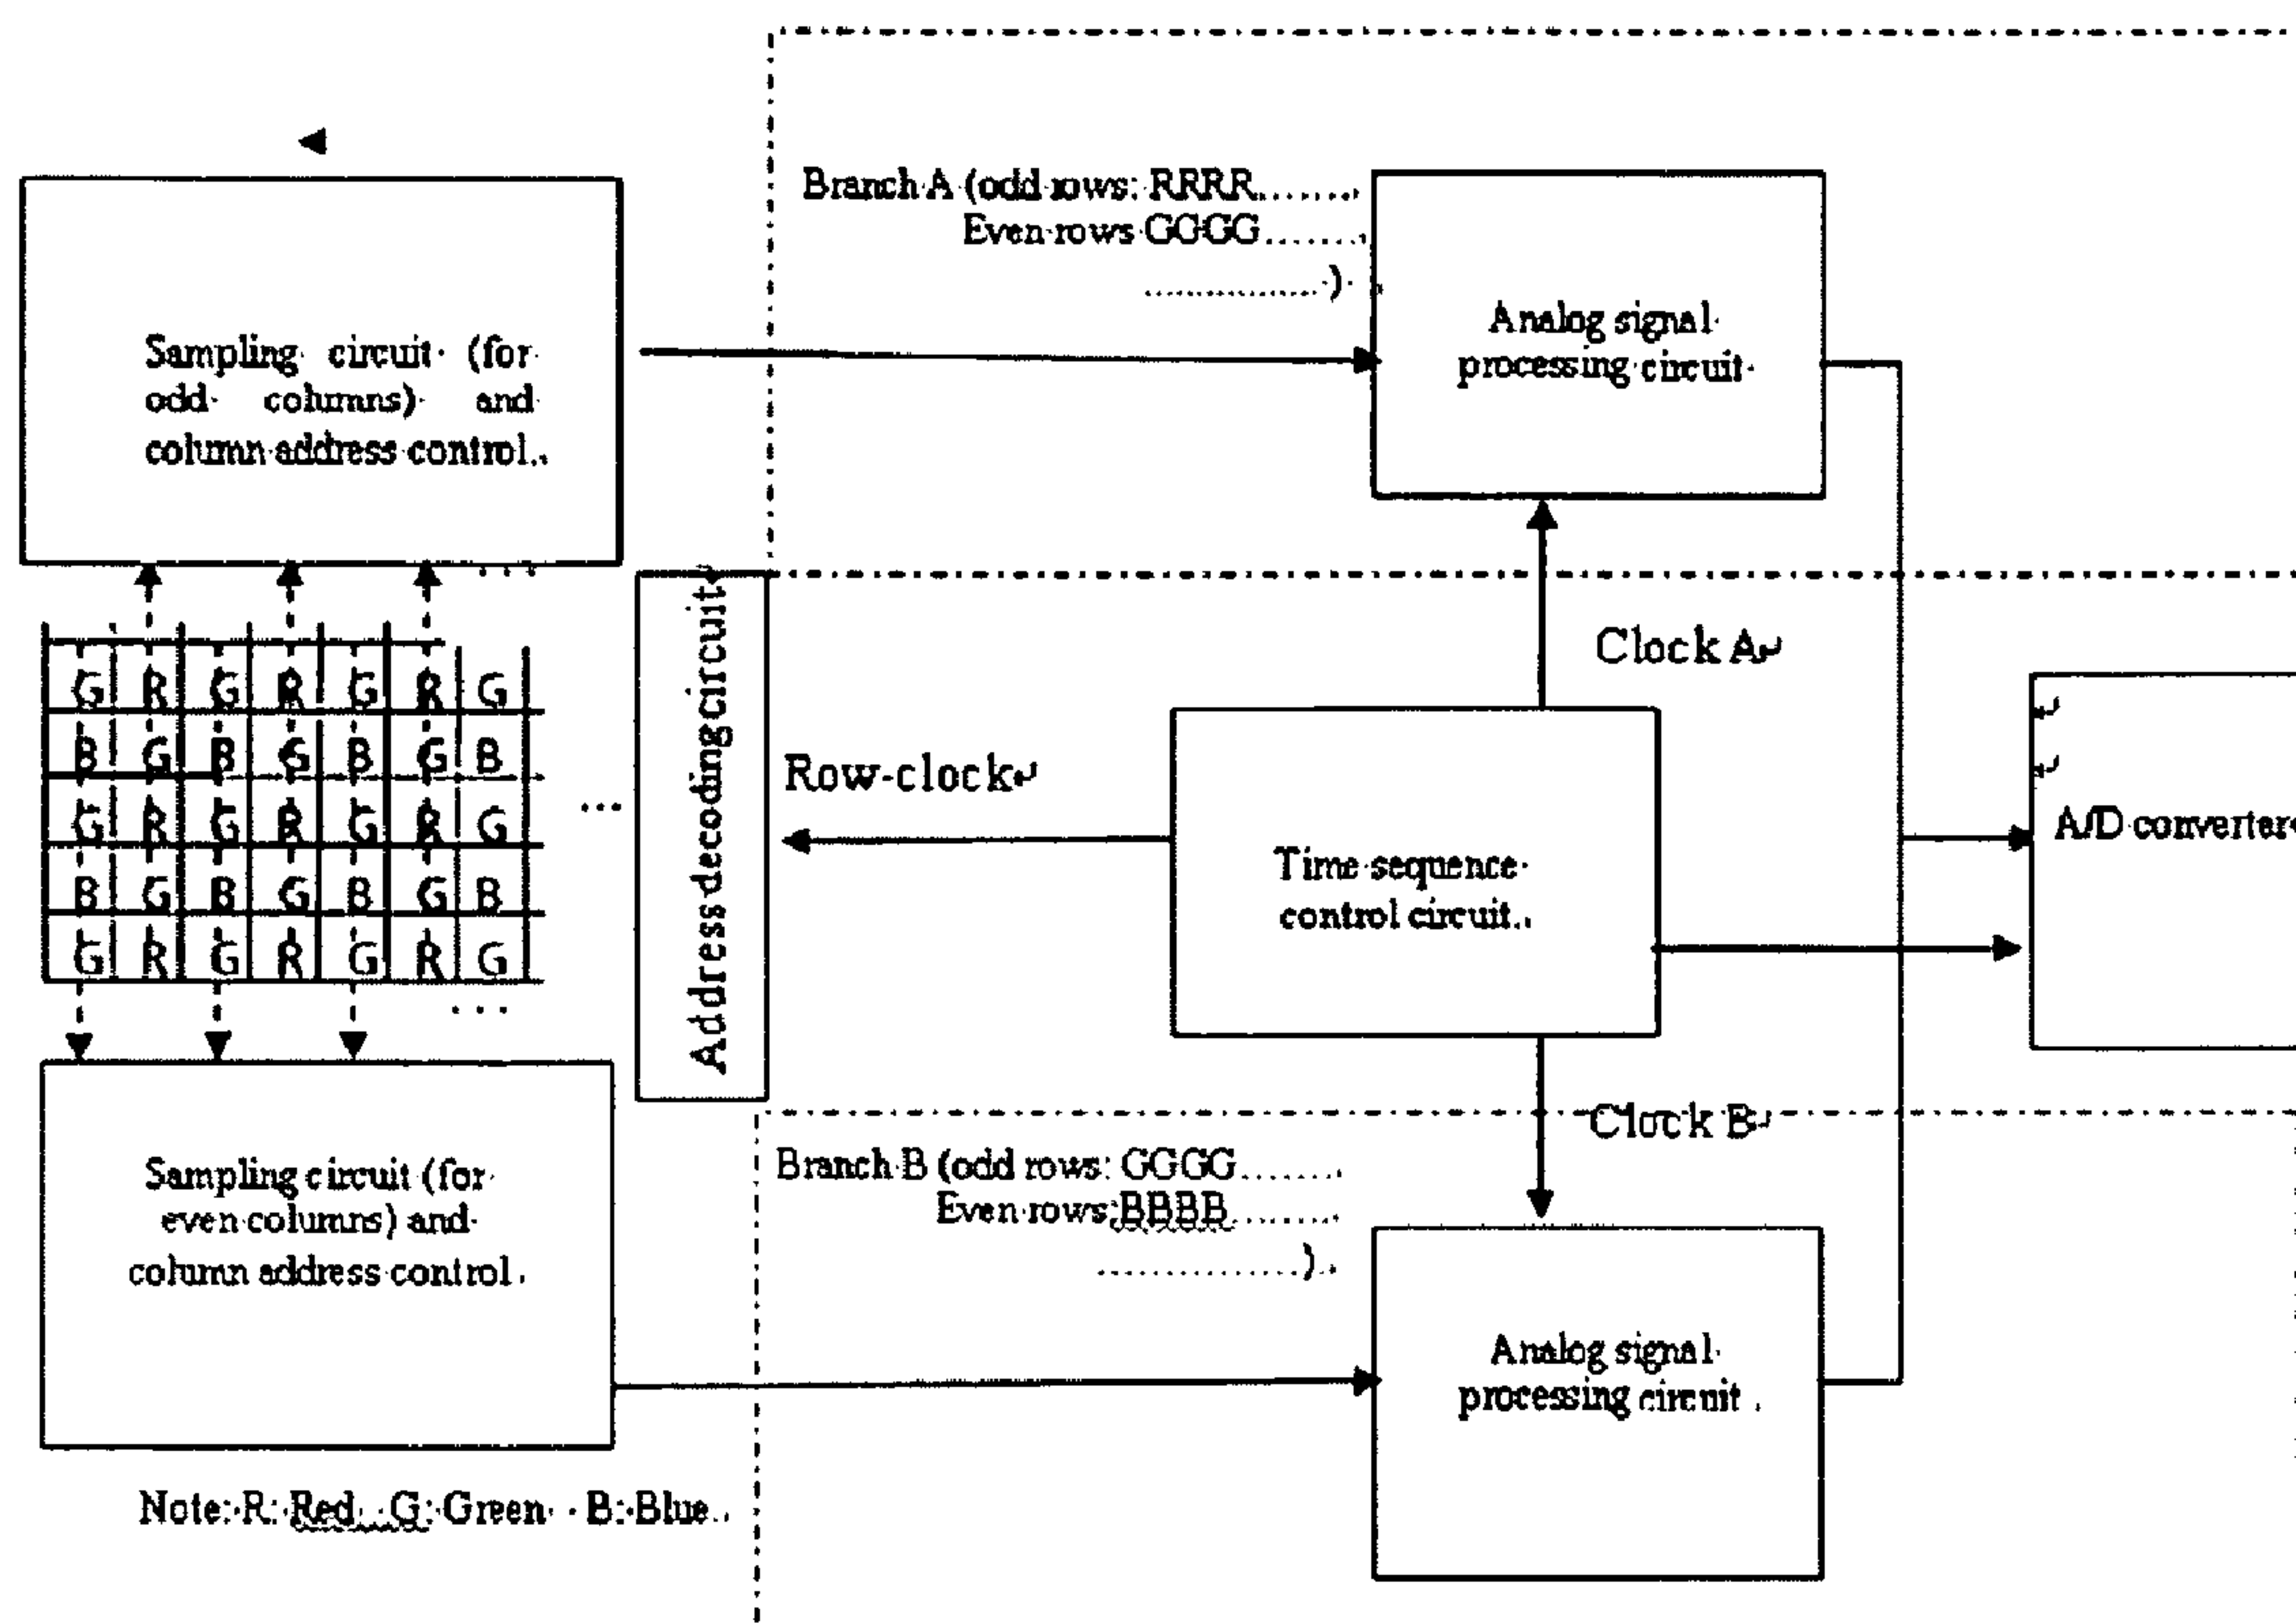 Branch A (odd rows: RRRR........
Even rows GGGG........
...............)
Sampling circuit (for
odd columns) and
column address control..
Analog signal
processing circuit
Clock A
G R G R G R G
B G B G B G B
G R G R G R G
B G B G B G B
G R G R G R G
...
...
...
Address decoding circuit
Row-clock
Time sequence
control circuit..
A/D converter
Clock B
Branch B (odd rows: GGGG........
Even rows:BBBB........
...............).
Sampling circuit (for
even columns) and
column address control.
Analog signal
processing circuit.
Note: R: Red G: Green B: Blue..